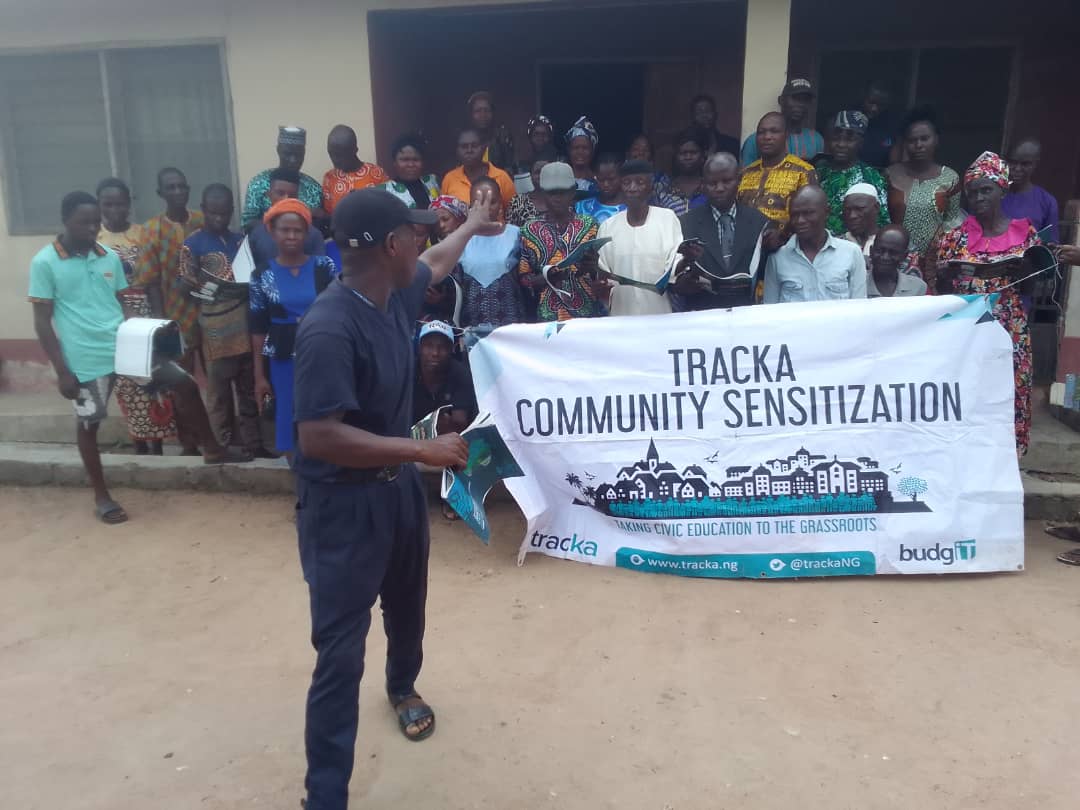 TRACKA
COMMUNITY SENSITIZATION
TAKING CIVIC EDUCATION TO THE GRASSROOTS
tracka
www.tracka.ng
@trackaNG
budgIT